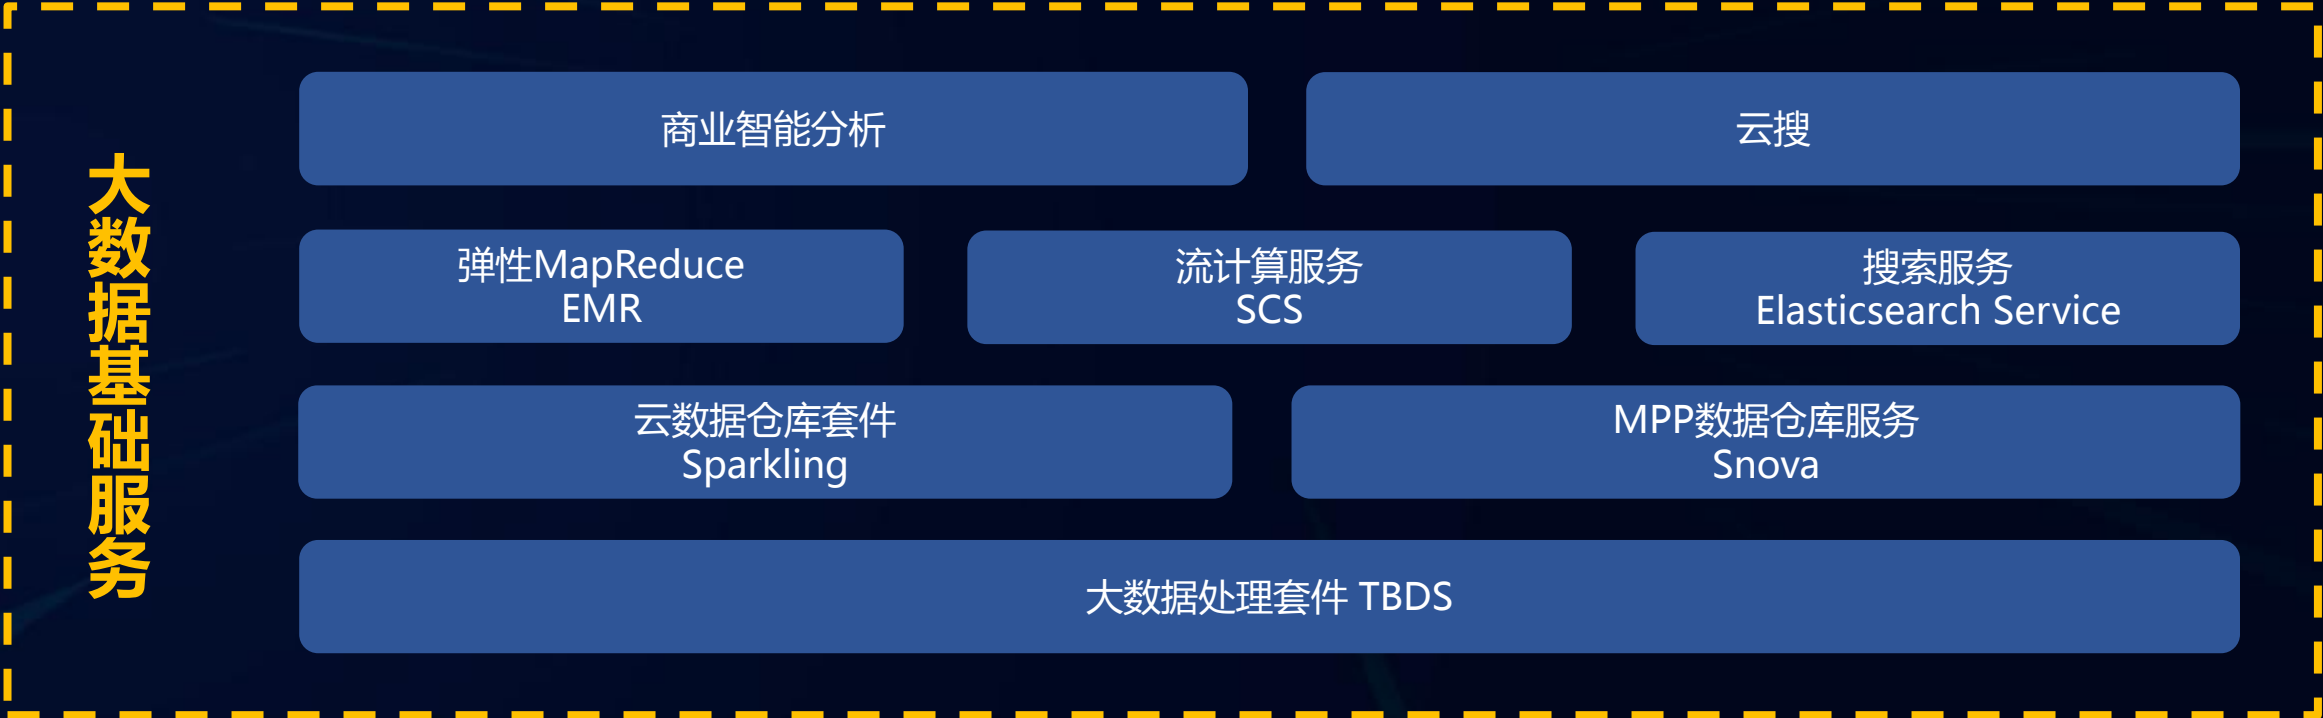 大数据基础服务
商业智能分析
云搜
弹性MapReduce
EMR
流计算服务
SCS
搜索服务
Elasticsearch Service
云数据仓库套件
Sparkling
MPP数据仓库服务
Snova
大数据处理套件 TBDS